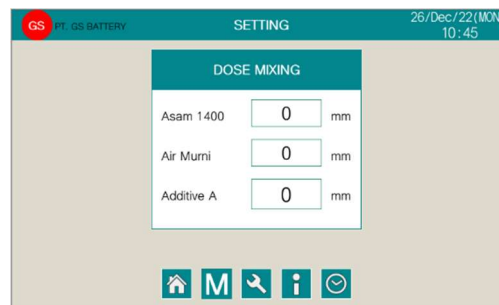 GS PT. GS BATTERY
SETTING
26/Dec/22(MON
10:45
DOSE MIXING
Asam 1400 0 mm
Air Murni 0 mm
Additive A 0 mm
M i